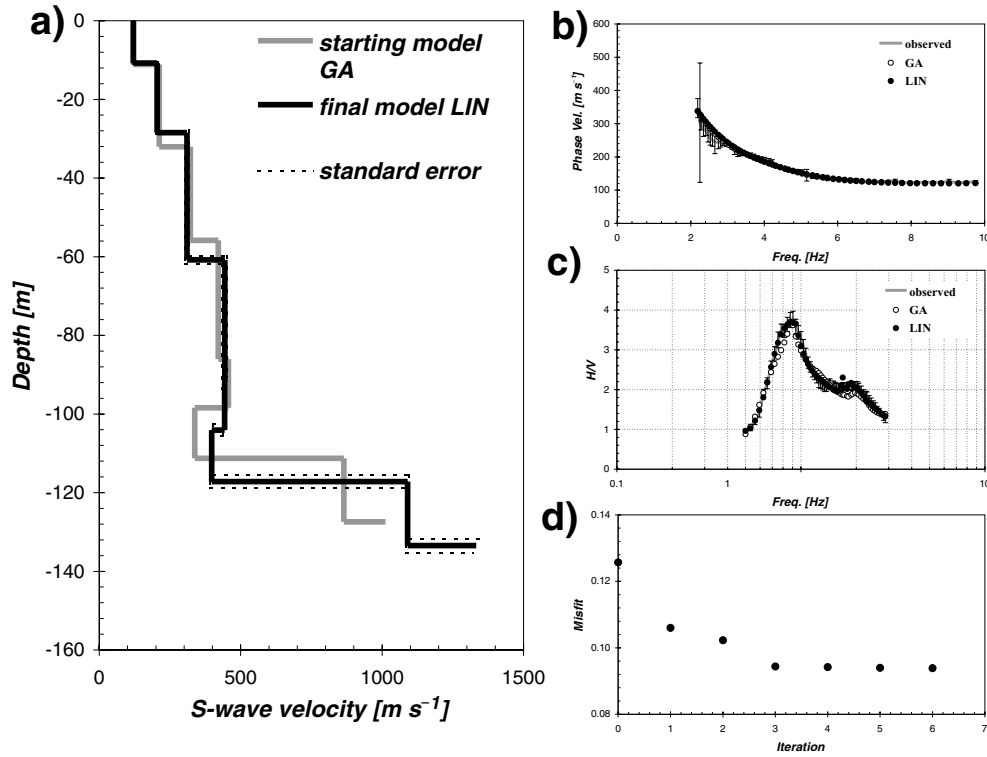 a)
starting model
GA
final model LIN
standard error
0
-20
-40
-60
-80
-100
-120
-140
-160
Depth [m]
0
500
1000
1500
S-wave velocity [m s⁻¹]
b)
600
500
400
300
200
100
0
Phase Vel. [m s⁻¹]
observed
GA
LIN
0
2
4
6
8
10
Freq. [Hz]
c)
5
4
3
2
1
0
H/V
observed
GA
LIN
0.1
1
10
Freq. [Hz]
d)
0.14
0.12
0.10
0.08
Misfit
0
1
2
3
4
5
6
7
Iteration